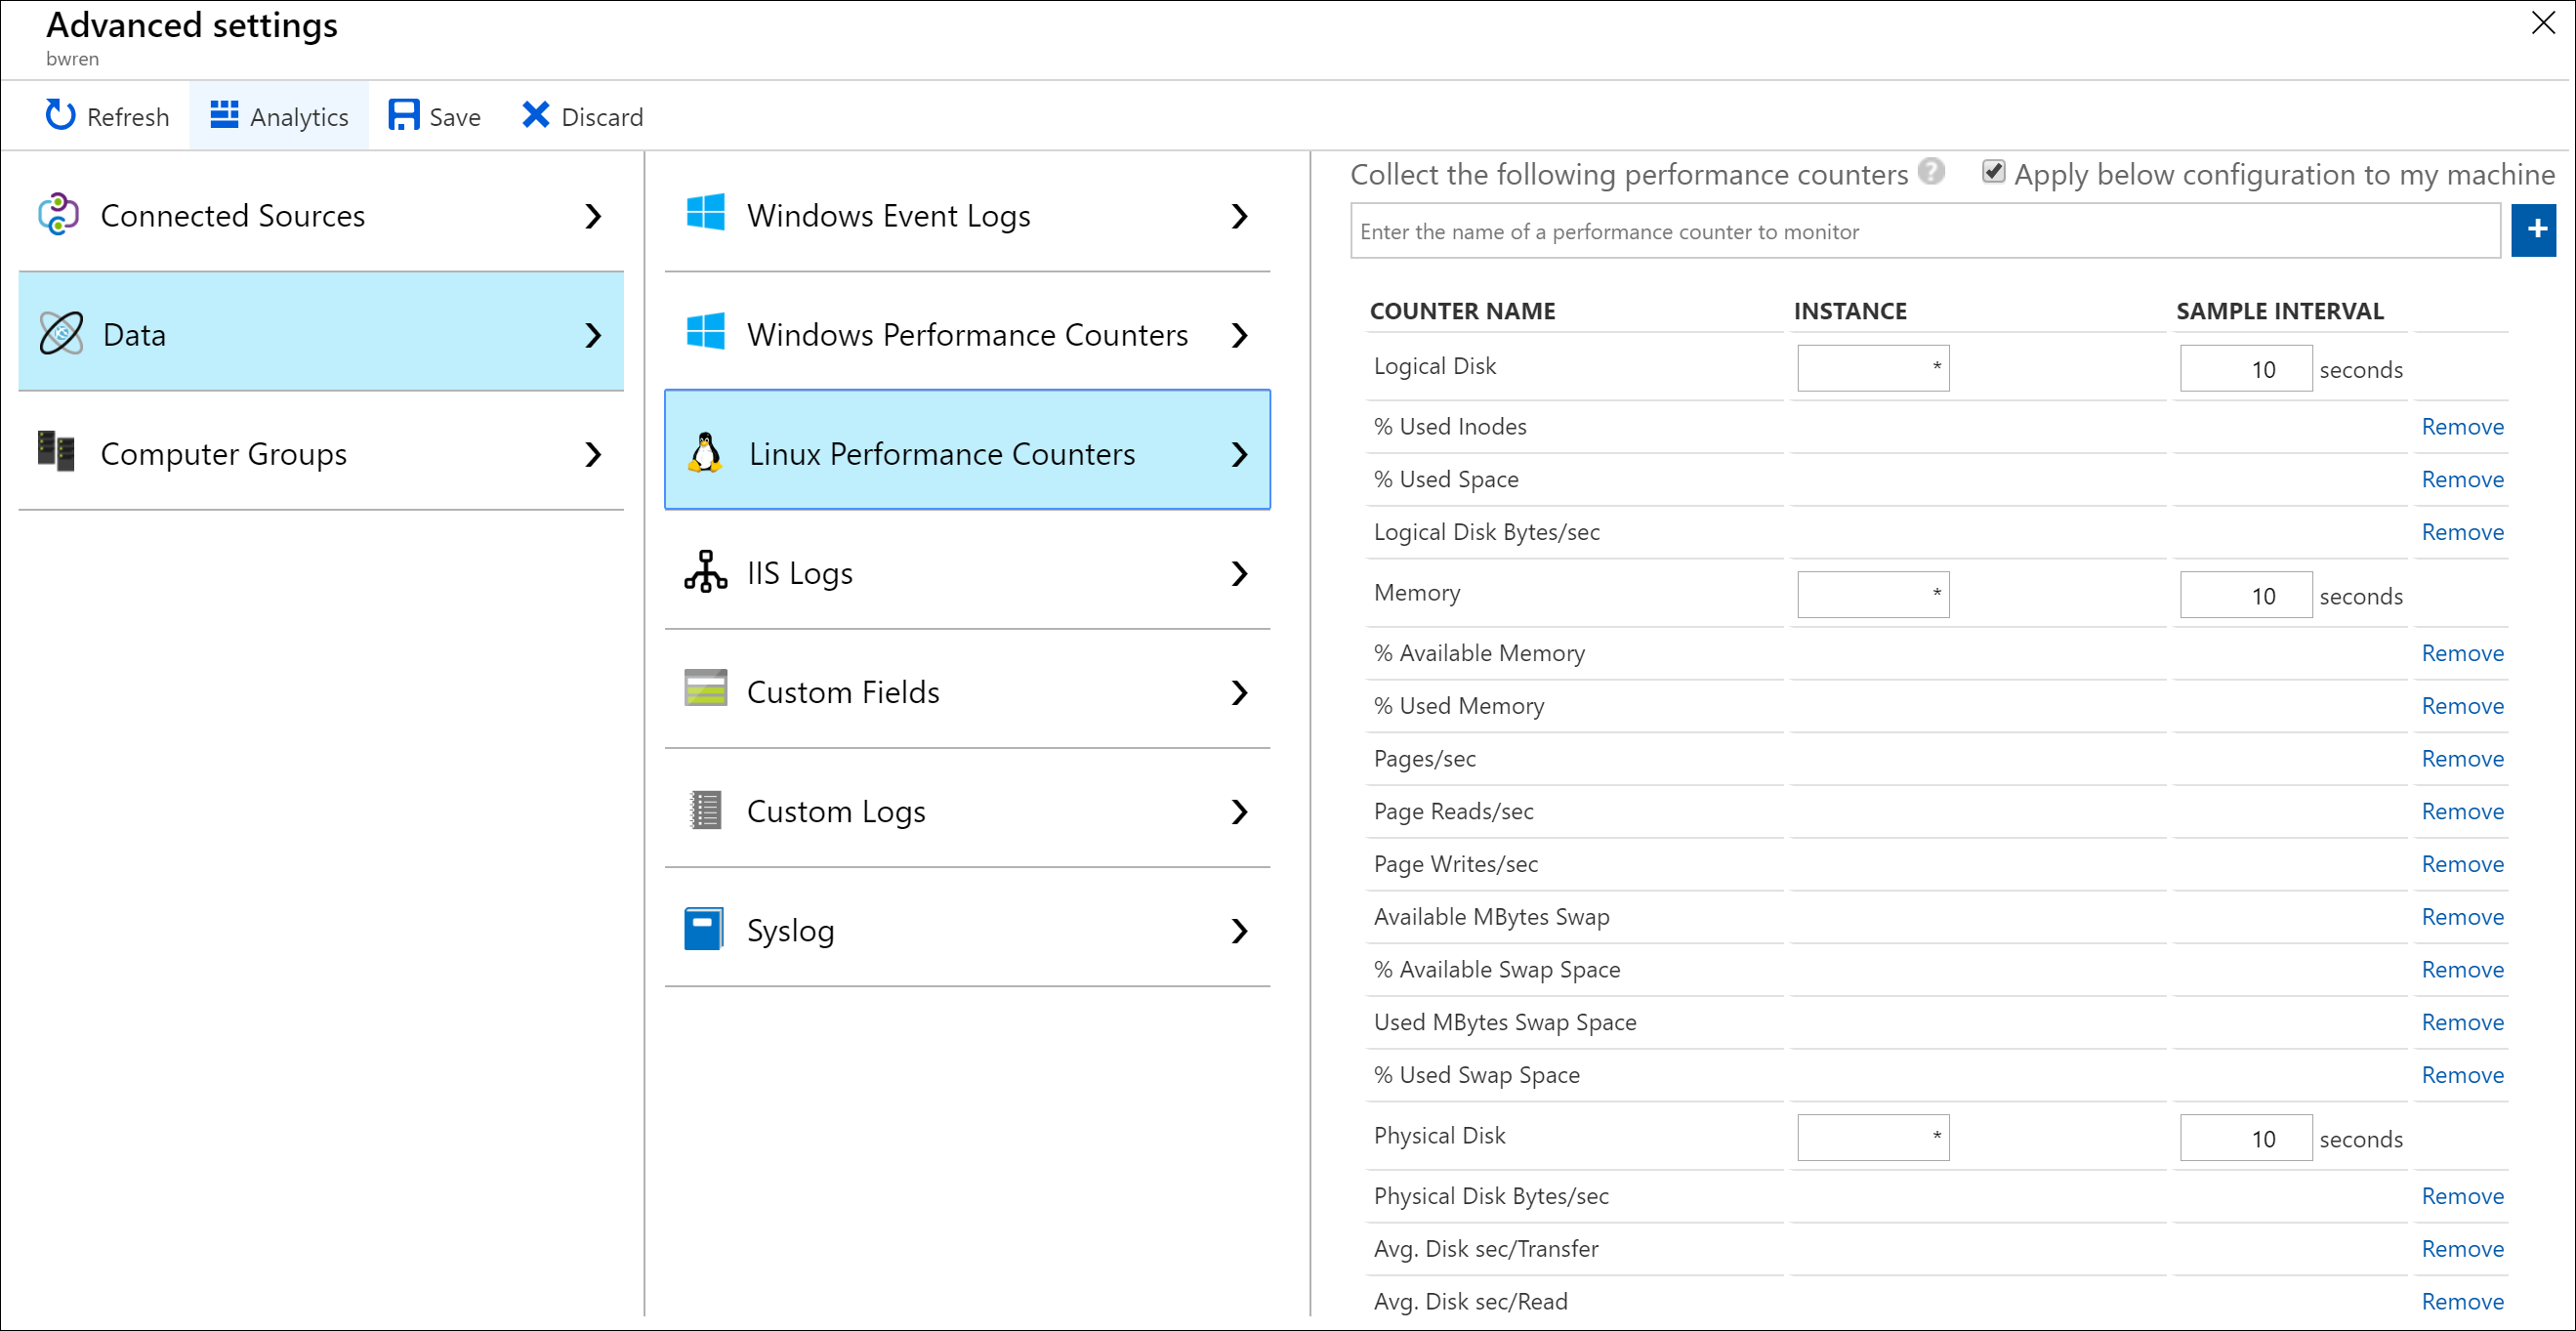 Advanced settings
bwren
Refresh
Analytics
Save
Discard
Connected Sources
Data
Computer Groups
Windows Event Logs
Windows Performance Counters
Linux Performance Counters
IIS Logs
Custom Fields
Custom Logs
Syslog
Collect the following performance counters ? Apply below configuration to my machine
Enter the name of a performance counter to monitor
+
COUNTER NAME INSTANCE SAMPLE INTERVAL
Logical Disk * 10 seconds
% Used Inodes Remove
% Used Space Remove
Logical Disk Bytes/sec Remove
Memory * 10 seconds
% Available Memory Remove
% Used Memory Remove
Pages/sec Remove
Page Reads/sec Remove
Page Writes/sec Remove
Available MBytes Swap Remove
% Available Swap Space Remove
Used MBytes Swap Space Remove
% Used Swap Space Remove
Physical Disk * 10 seconds
Physical Disk Bytes/sec Remove
Avg. Disk sec/Transfer Remove
Avg. Disk sec/Read Remove